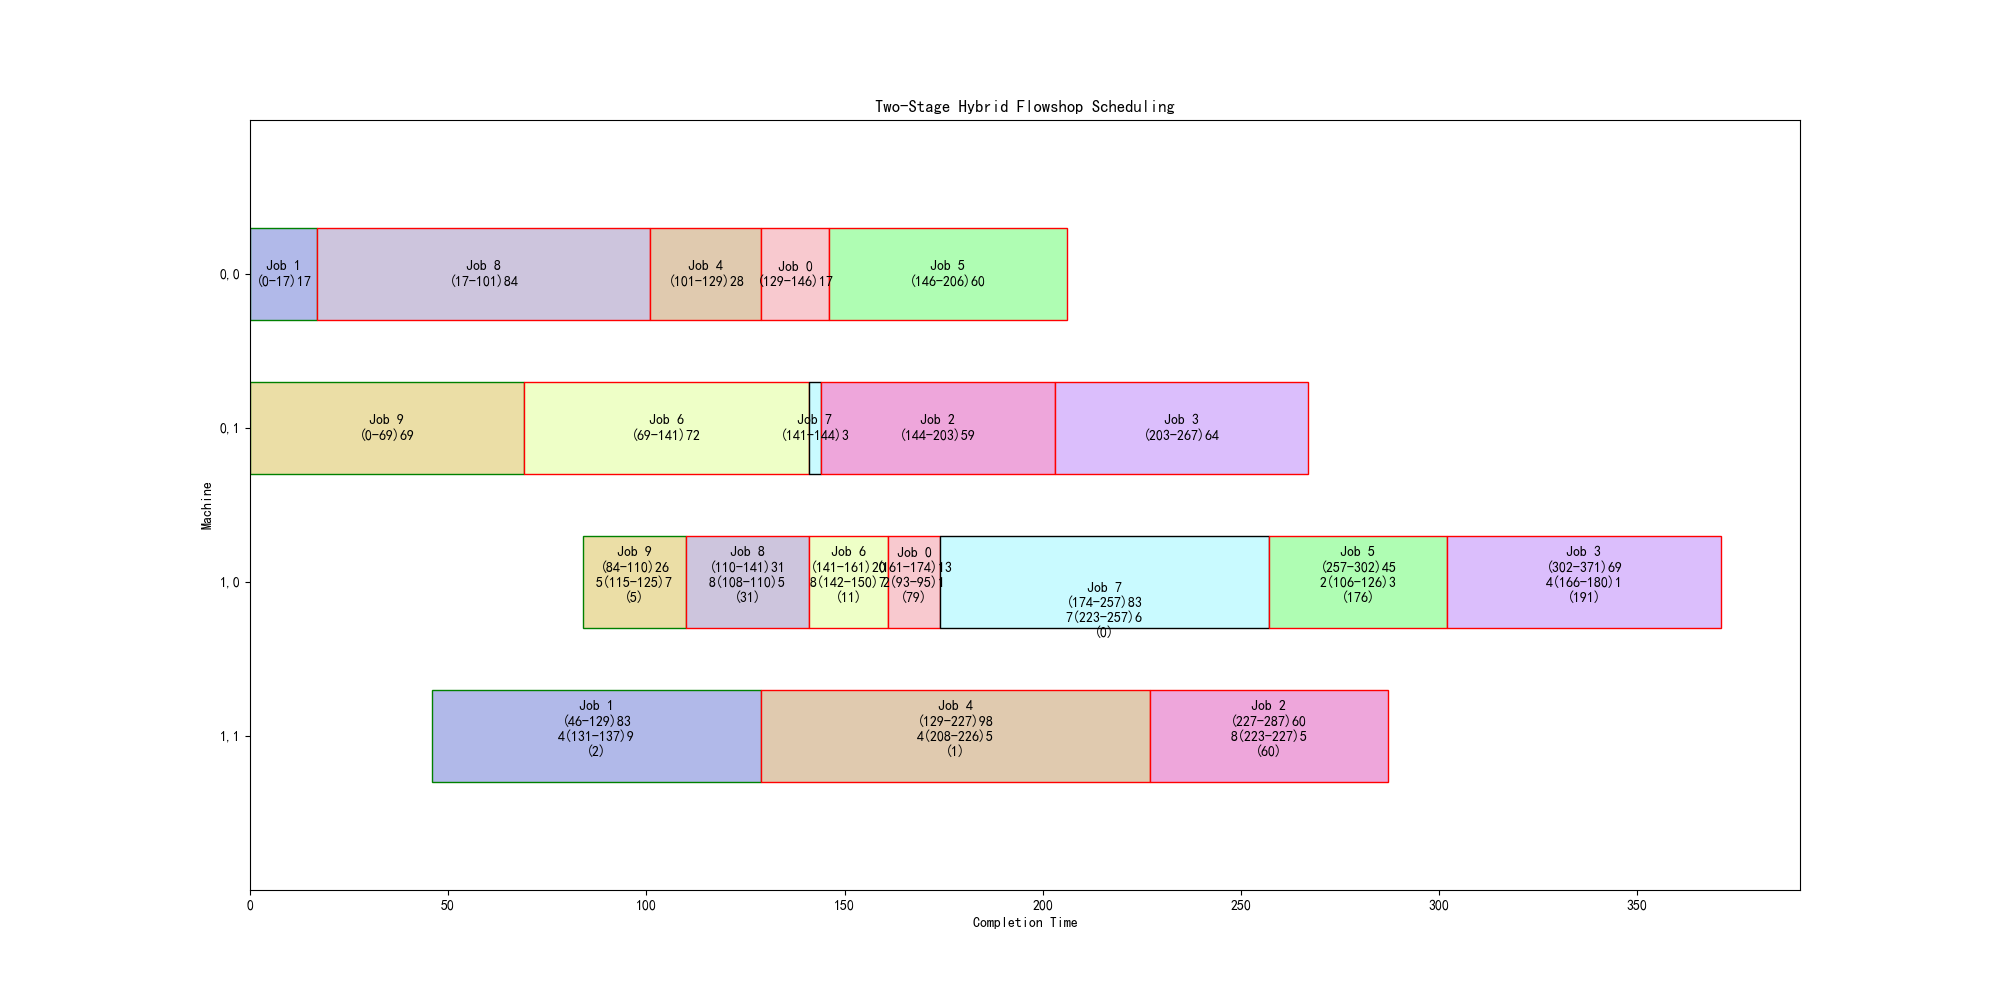 Two-Stage Hybrid Flowshop Scheduling
0,0
Job 1
(0-17)17
Job 8
(17-101)84
Job 4
(101-129)28
Job 0
(129-146)17
Job 5
(146-206)60
0,1
Job 9
(0-69)69
Job 6
(69-141)72
Job 7
(141-144)3
Job 2
(144-203)59
Job 3
(203-267)64
Machine
1,0
Job 9
(84-110)26
5(115-125)7
(5)
Job 8
(110-141)31
8(108-110)5
(31)
Job 6
(141-161)20
8(142-150)7
(11)
Job 0
(161-174)13
2(93-95)1
(79)
Job 7
(174-257)83
7(223-257)6
(0)
Job 5
(257-302)45
2(106-126)3
(176)
Job 3
(302-371)69
4(166-180)1
(191)
1,1
Job 1
(46-129)83
4(131-137)9
(2)
Job 4
(129-227)98
4(208-226)5
(1)
Job 2
(227-287)60
8(223-227)5
(60)
0 50 100 150 200 250 300 350
Completion Time